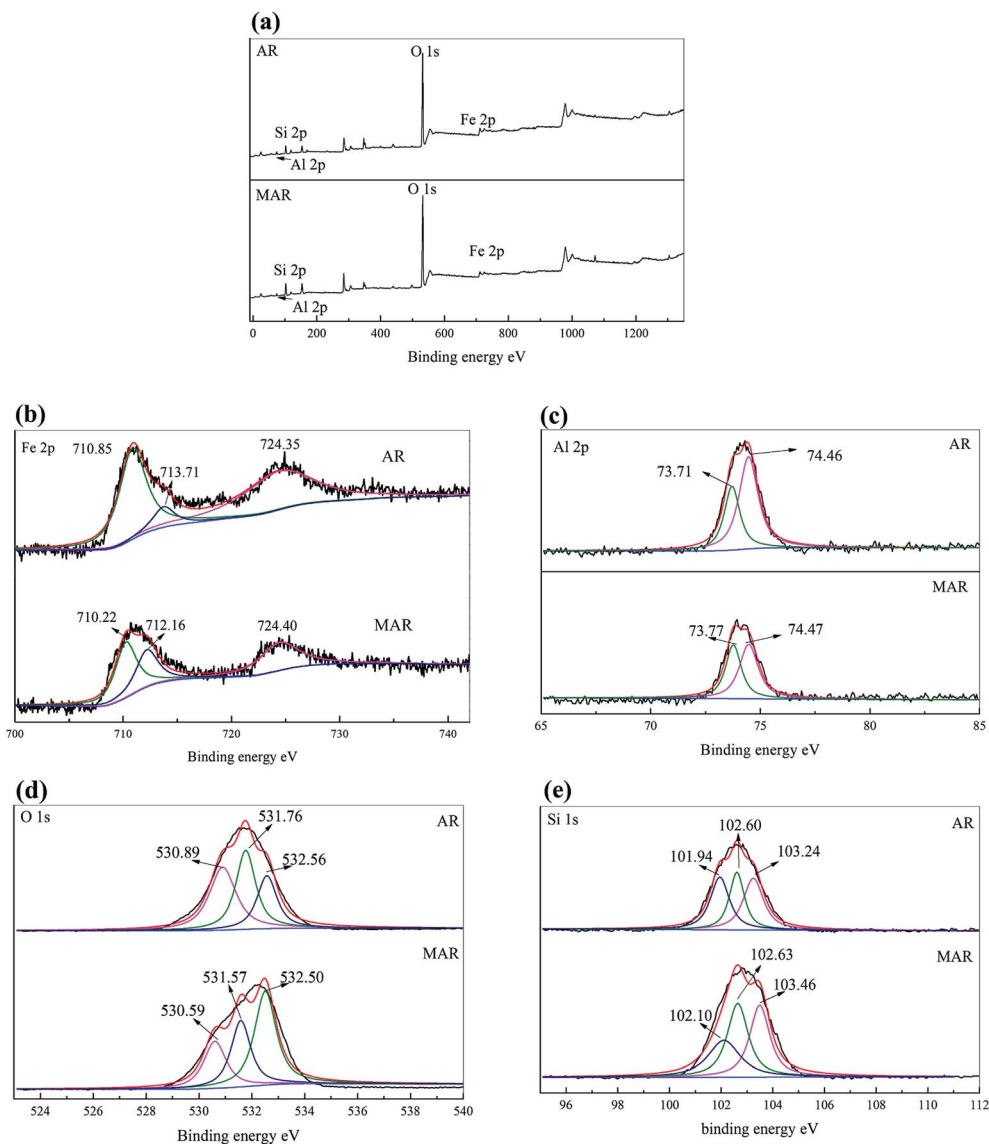 (a)
AR
O 1s
Si 2p
Fe 2p
Al 2p
MAR
O 1s
Si 2p
Fe 2p
Al 2p
0 200 400 600 800 1000 1200
Binding energy eV
(b)
Fe 2p
710.85
713.71
724.35
AR
710.22
712.16
724.40
MAR
700 710 720 730 740
Binding energy eV
(c)
Al 2p
AR
73.71
74.46
MAR
73.77
74.47
65 70 75 80 85
Binding energy eV
(d)
O 1s
AR
530.89
531.76
532.56
MAR
530.59
531.57
532.50
524 526 528 530 532 534 536 538 540
Binding energy eV
(e)
Si 1s
AR
101.94
102.60
103.24
MAR
102.10
102.63
103.46
96 98 100 102 104 106 108 110 112
binding energy eV